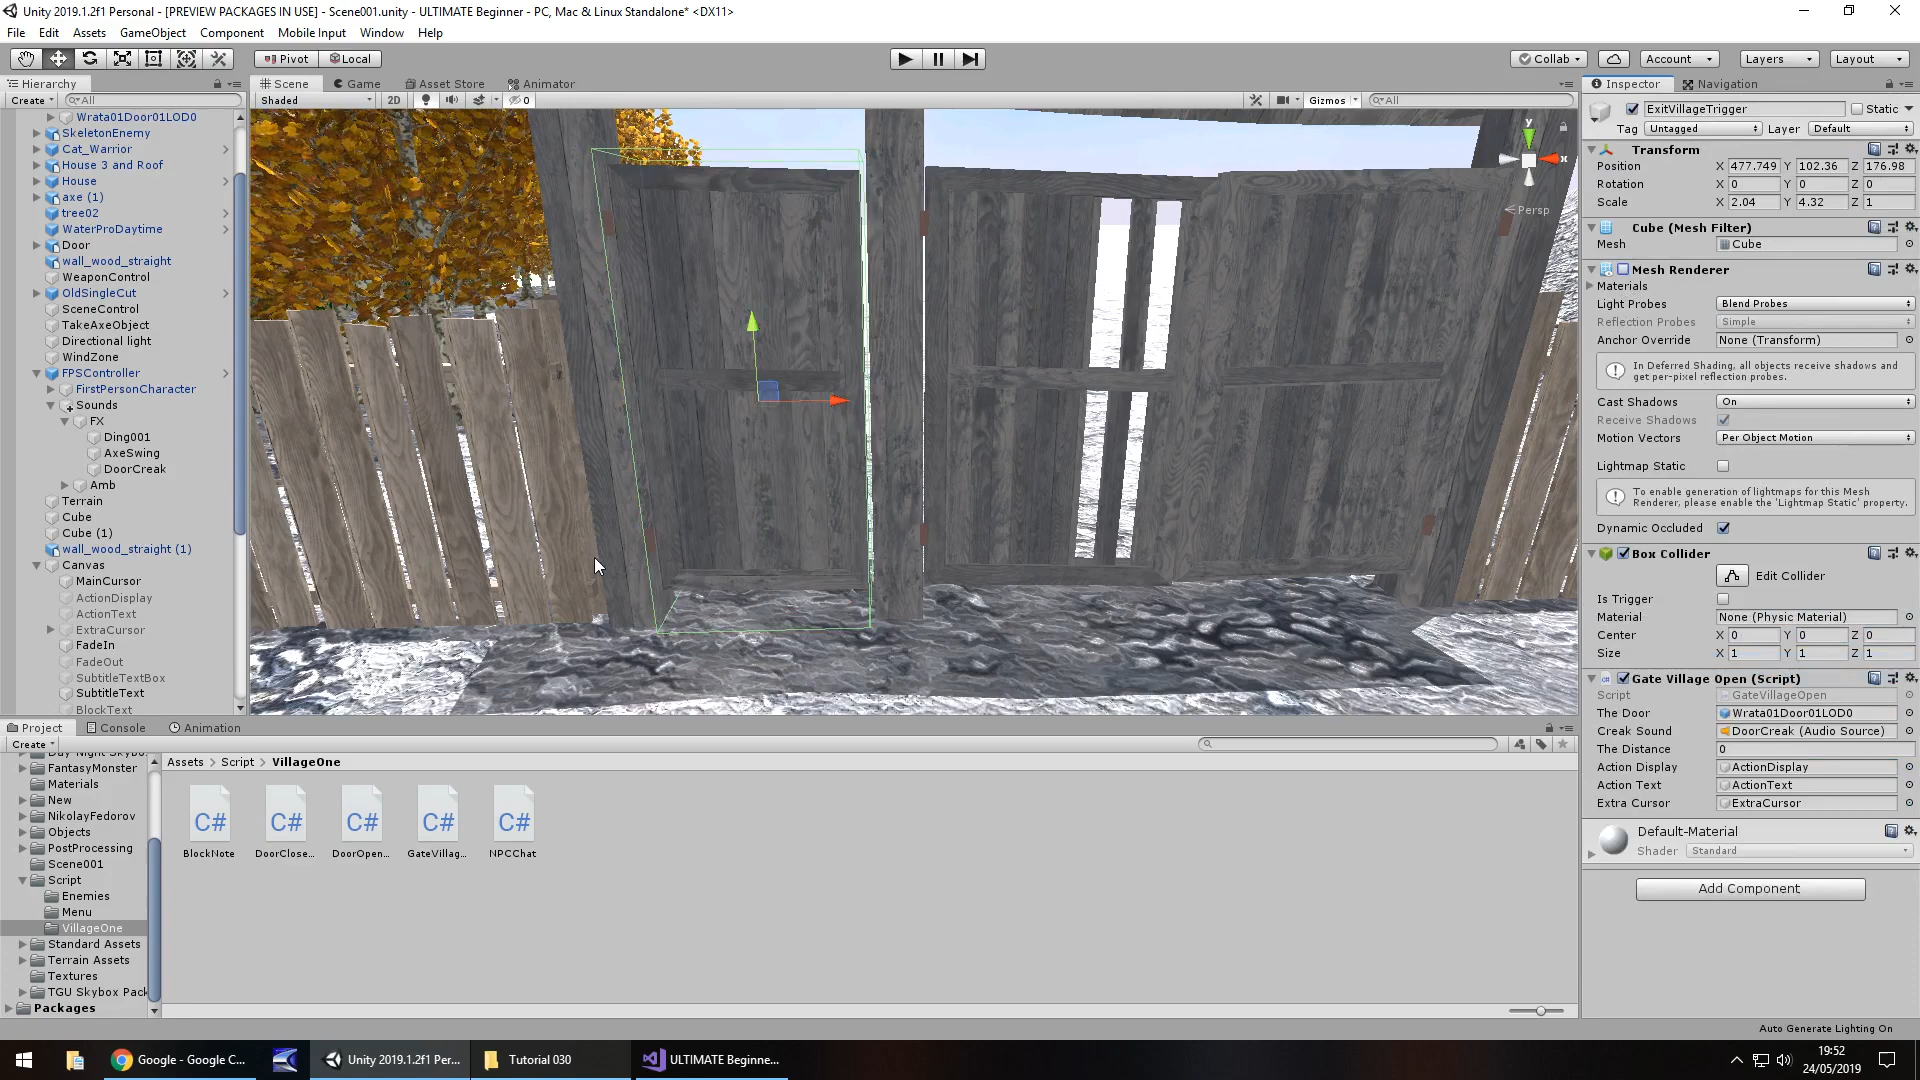 Unity 2019.1.2f1 Personal - [PREVIEW PACKAGES IN USE] - Scene001.unity - ULTIMATE Beginner - PC, Mac & Linux Standalone* <DX11>
File Edit Assets GameObject Component Mobile Input Window Help
Pivot Local Collab Account Layers Layout
Hierarchy Scene Game Asset Store Animator Inspector Navigation
Create All Shaded 2D 0 Gizmos All
ExitVillageTrigger Static
Tag Untagged Layer Default
Wrata01Door01LOD0
SkeletonEnemy
Cat_Warrior
House 3 and Roof
House
axe (1)
tree02
WaterProDaytime
Door
wall_wood_straight
WeaponControl
OldSingleCut
SceneControl
TakeAxeObject
Directional light
WindZone
FPSController
FirstPersonCharacter
Sounds
FX
Ding001
AxeSwing
DoorCreak
Amb
Terrain
Cube
Cube (1)
wall_wood_straight (1)
Canvas
MainCursor
ActionDisplay
ActionText
ExtraCursor
FadeIn
FadeOut
SubtitleTextBox
SubtitleText
BlockText
y
x
Persp
Transform
Position X 477.749 Y 102.36 Z 176.98
Rotation X 0 Y 0 Z 0
Scale X 2.04 Y 4.32 Z 1
Cube (Mesh Filter)
Mesh Cube
Mesh Renderer
Materials
Light Probes Blend Probes
Reflection Probes Simple
Anchor Override None (Transform)
In Deferred Shading, all objects receive shadows and
get per-pixel reflection probes.
Cast Shadows On
Receive Shadows
Motion Vectors Per Object Motion
Lightmap Static
To enable generation of lightmaps for this Mesh
Renderer, please enable the 'Lightmap Static' property.
Dynamic Occluded
Box Collider
Edit Collider
Is Trigger
Material None (Physic Material)
Center X 0 Y 0 Z 0
Size X 1 Y 1 Z 1
Gate Village Open (Script)
Script GateVillageOpen
The Door Wrata01Door01LOD0
Creak Sound DoorCreak (Audio Source)
The Distance 0
Action Display ActionDisplay
Action Text ActionText
Extra Cursor ExtraCursor
Default-Material
Shader Standard
Add Component
Project Console Animation
Create
Assets > Script > VillageOne
FantasyMonster
Materials
New
NikolayFedorov
Objects
PostProcessing
Scene001
Script
Enemies
Menu
VillageOne
Standard Assets
Terrain Assets
Textures
TGU Skybox Pack
Packages
C# C# C# C# C#
BlockNote DoorClose... DoorOpen... GateVillag... NPCChat
Auto Generate Lighting On
Google - Google C... Unity 2019.1.2f1 Per... Tutorial 030 ULTIMATE Beginne...
19:52
24/05/2019